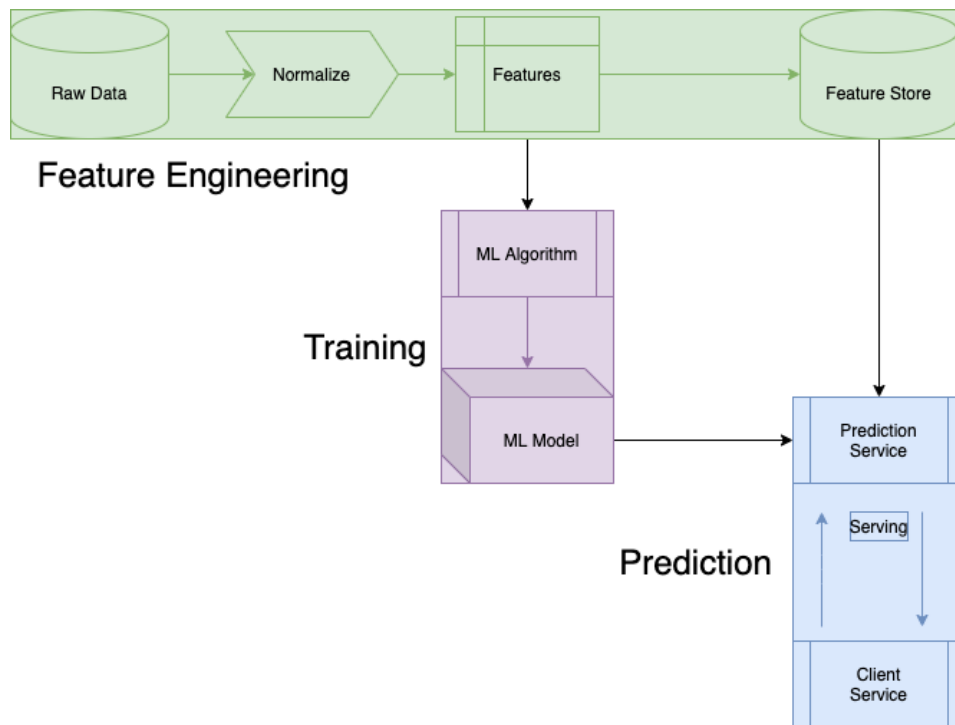 Raw Data
Normalize
Features
Feature Store
Feature Engineering
ML Algorithm
Training
ML Model
Prediction
Service
Serving
Prediction
Client
Service